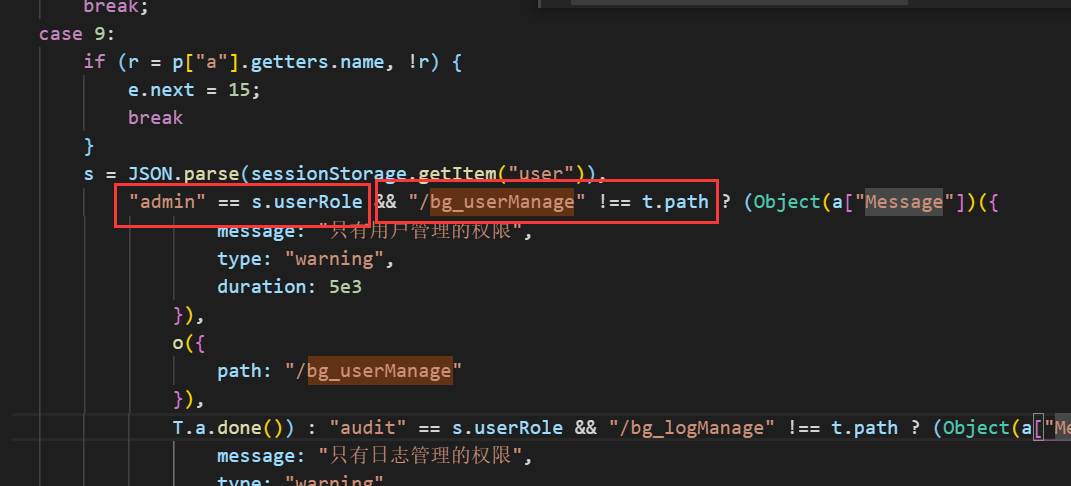 break;
case 9:
if (r = p["a"].getters.name, !r) {
e.next = 15;
break
}
s = JSON.parse(sessionStorage.getItem("user")),
"admin" == s.userRole && "/bg_userManage" !== t.path ? (Object(a["Message"])({
message: "只有用户管理的权限",
type: "warning",
duration: 5e3
}),
o({
path: "/bg_userManage"
}),
T.a.done()) : "audit" == s.userRole && "/bg_logManage" !== t.path ? (Object(a["Me
message: "只有日志管理的权限",
type: "warning"